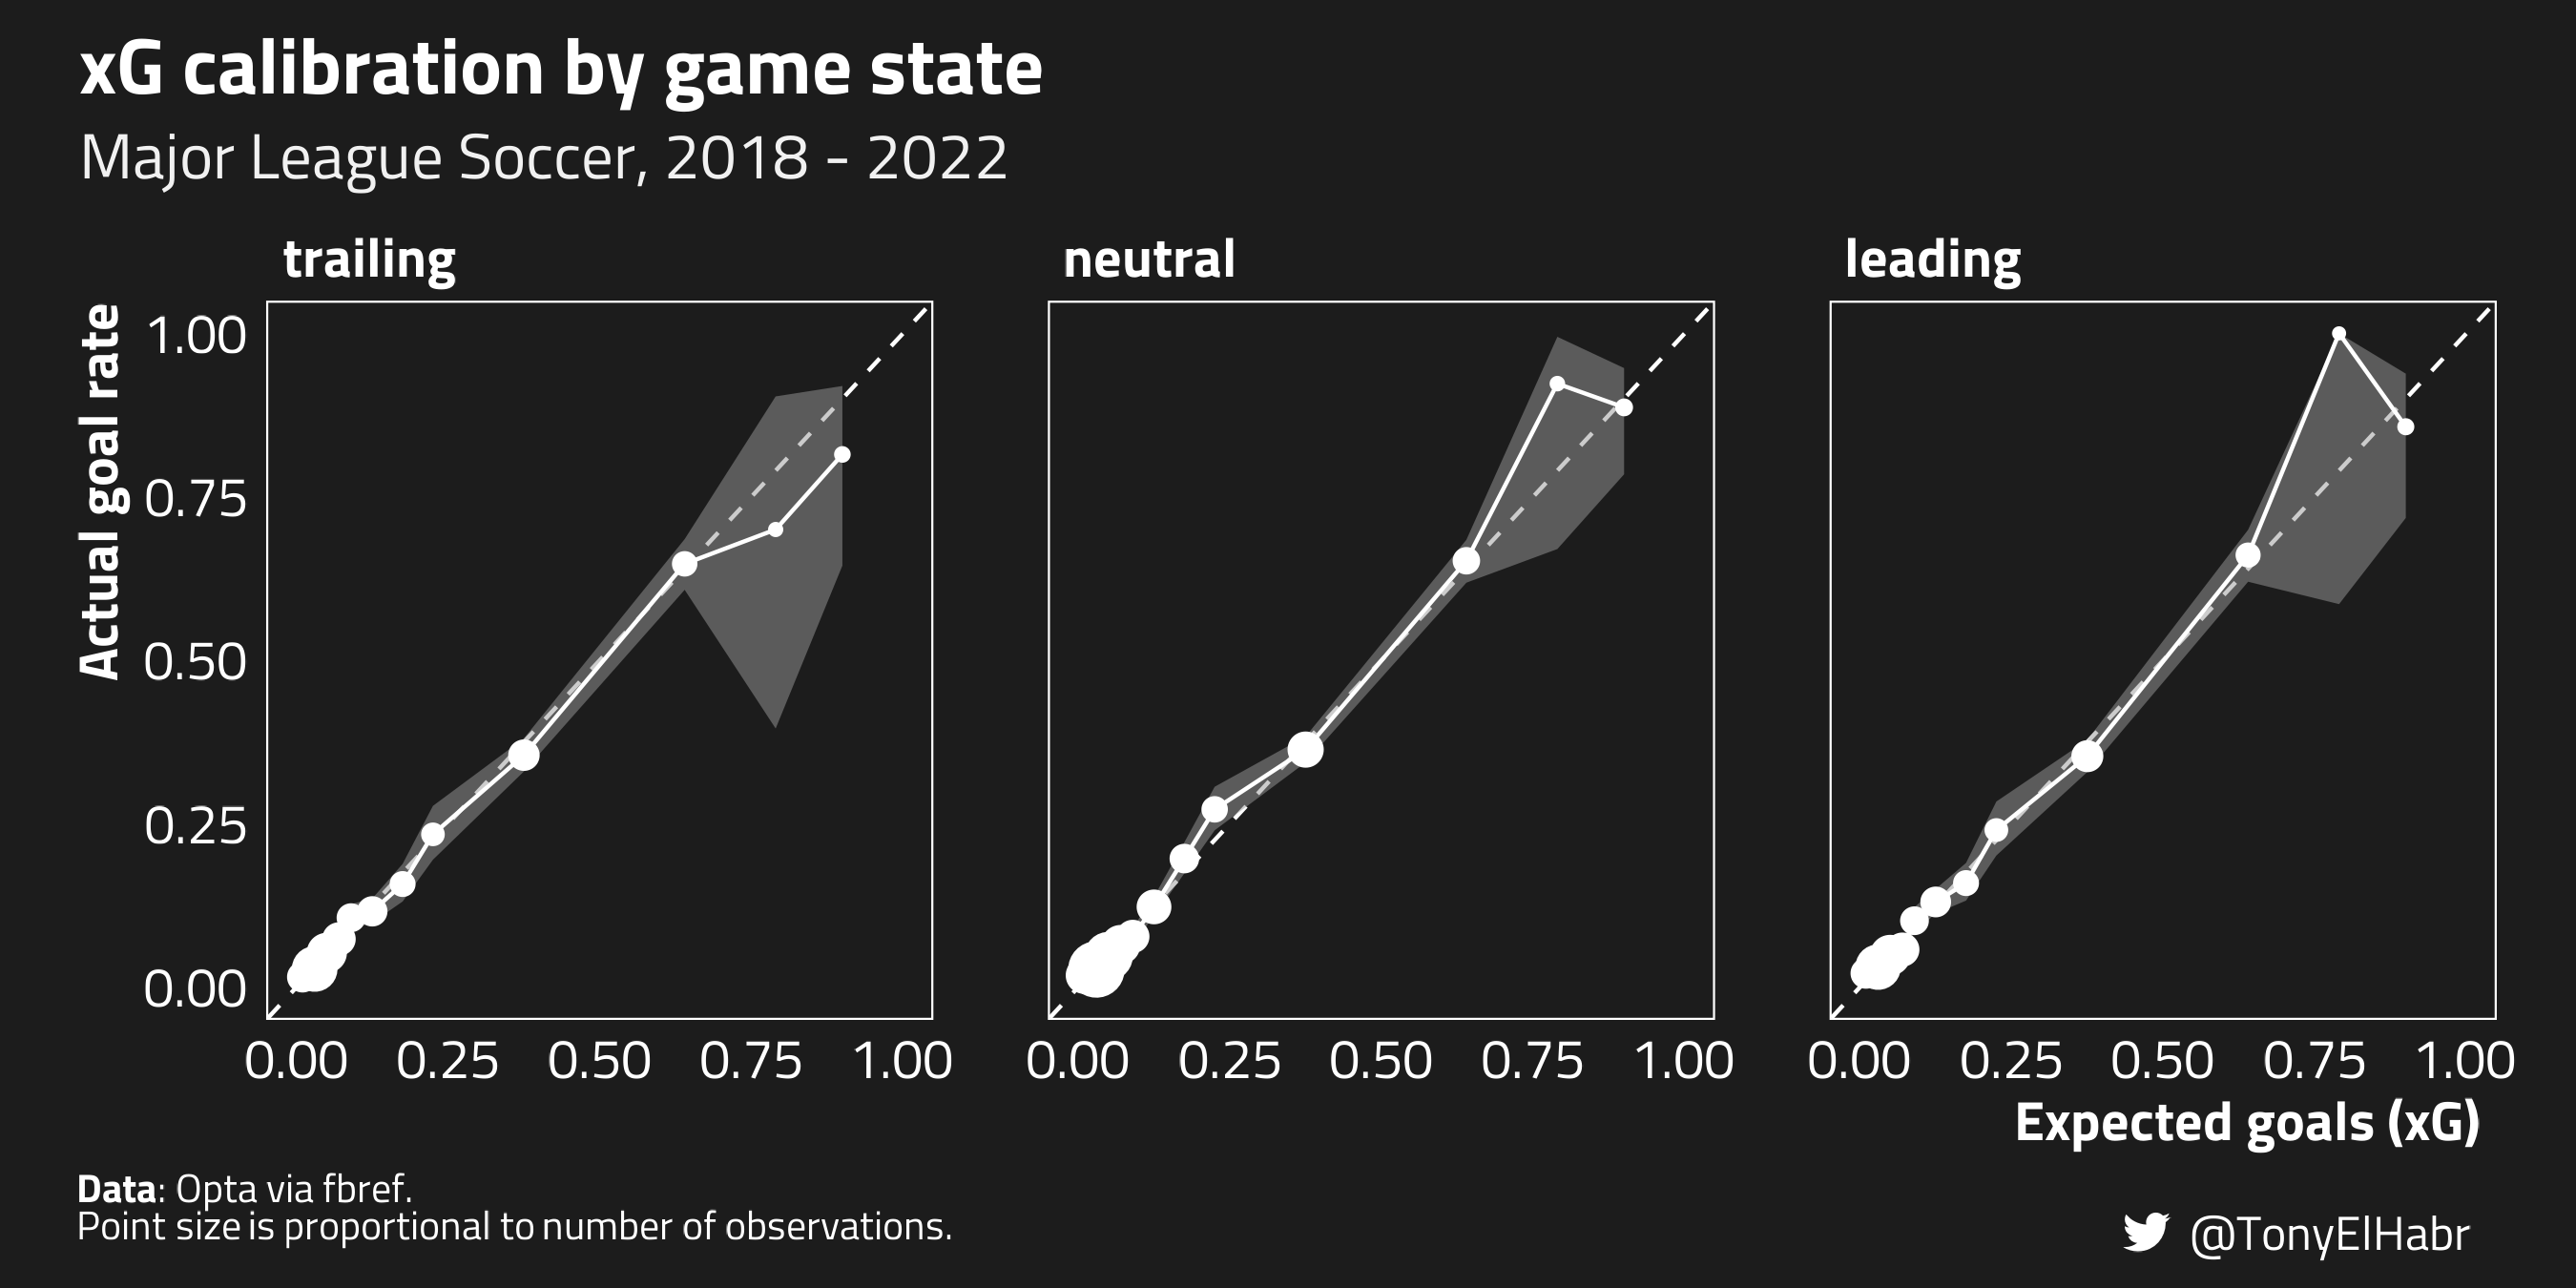 xG calibration by game state
Major League Soccer, 2018 - 2022
trailing
neutral
leading
Actual goal rate
1.00
0.75
0.50
0.25
0.00
0.00 0.25 0.50 0.75 1.00
0.00 0.25 0.50 0.75 1.00
0.00 0.25 0.50 0.75 1.00
Expected goals (xG)
Data: Opta via fbref.
Point size is proportional to number of observations.
@TonyElHabr